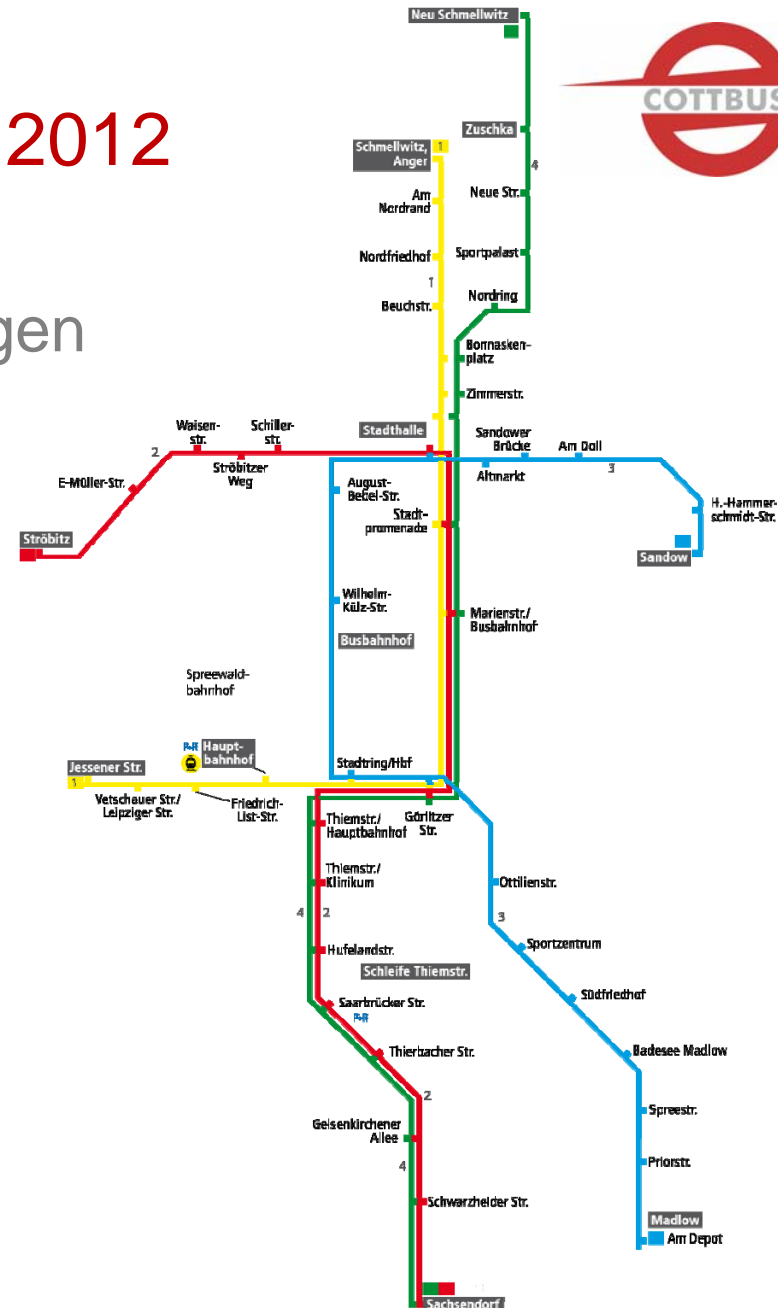 Neu Schmellwitz
2012
COTTBUS
Zuschka
Schmellwitz,
Anger
1
4
Am
Nordrand
Neue Str.
Nordfriedhof
Sportpalast
1
Nordring
Beuchstr.
gen
Bonnasken-
platz
Zimmerstr.
Waisen-
str.
Schiller-
str.
Stadthalle
Sandower
Brücke
Am Doll
2
Ströbitzer
Weg
Altmarkt
3
E-Müller-Str.
August-
Bebel-Str.
H.-Hammer-
schmidt-Str.
Stadt-
promenade
Ströbitz
Sandow
Wilhelm-
Külz-Str.
Marienstr./
Busbahnhof
Busbahnhof
Spreewald-
bahnhof
P+R
Haupt-
bahnhof
Stadtring/Hbf
Jessener Str.
1
Vetschauer Str./
Leipziger Str.
Friedrich-
List-Str.
Thiemstr./
Hauptbahnhof
Görlitzer
Str.
Thiemstr./
Klinikum
Ottilienstr.
4
2
3
Hufelandstr.
Sportzentrum
Schleife Thiemstr.
Saarbrücker Str.
P+R
Südfriedhof
Thierbacher Str.
Badesee Madlow
2
Gelsenkirchener
Allee
Spreestr.
4
Priorstr.
Schwarzheider Str.
Madlow
Am Depot
Sachsendorf